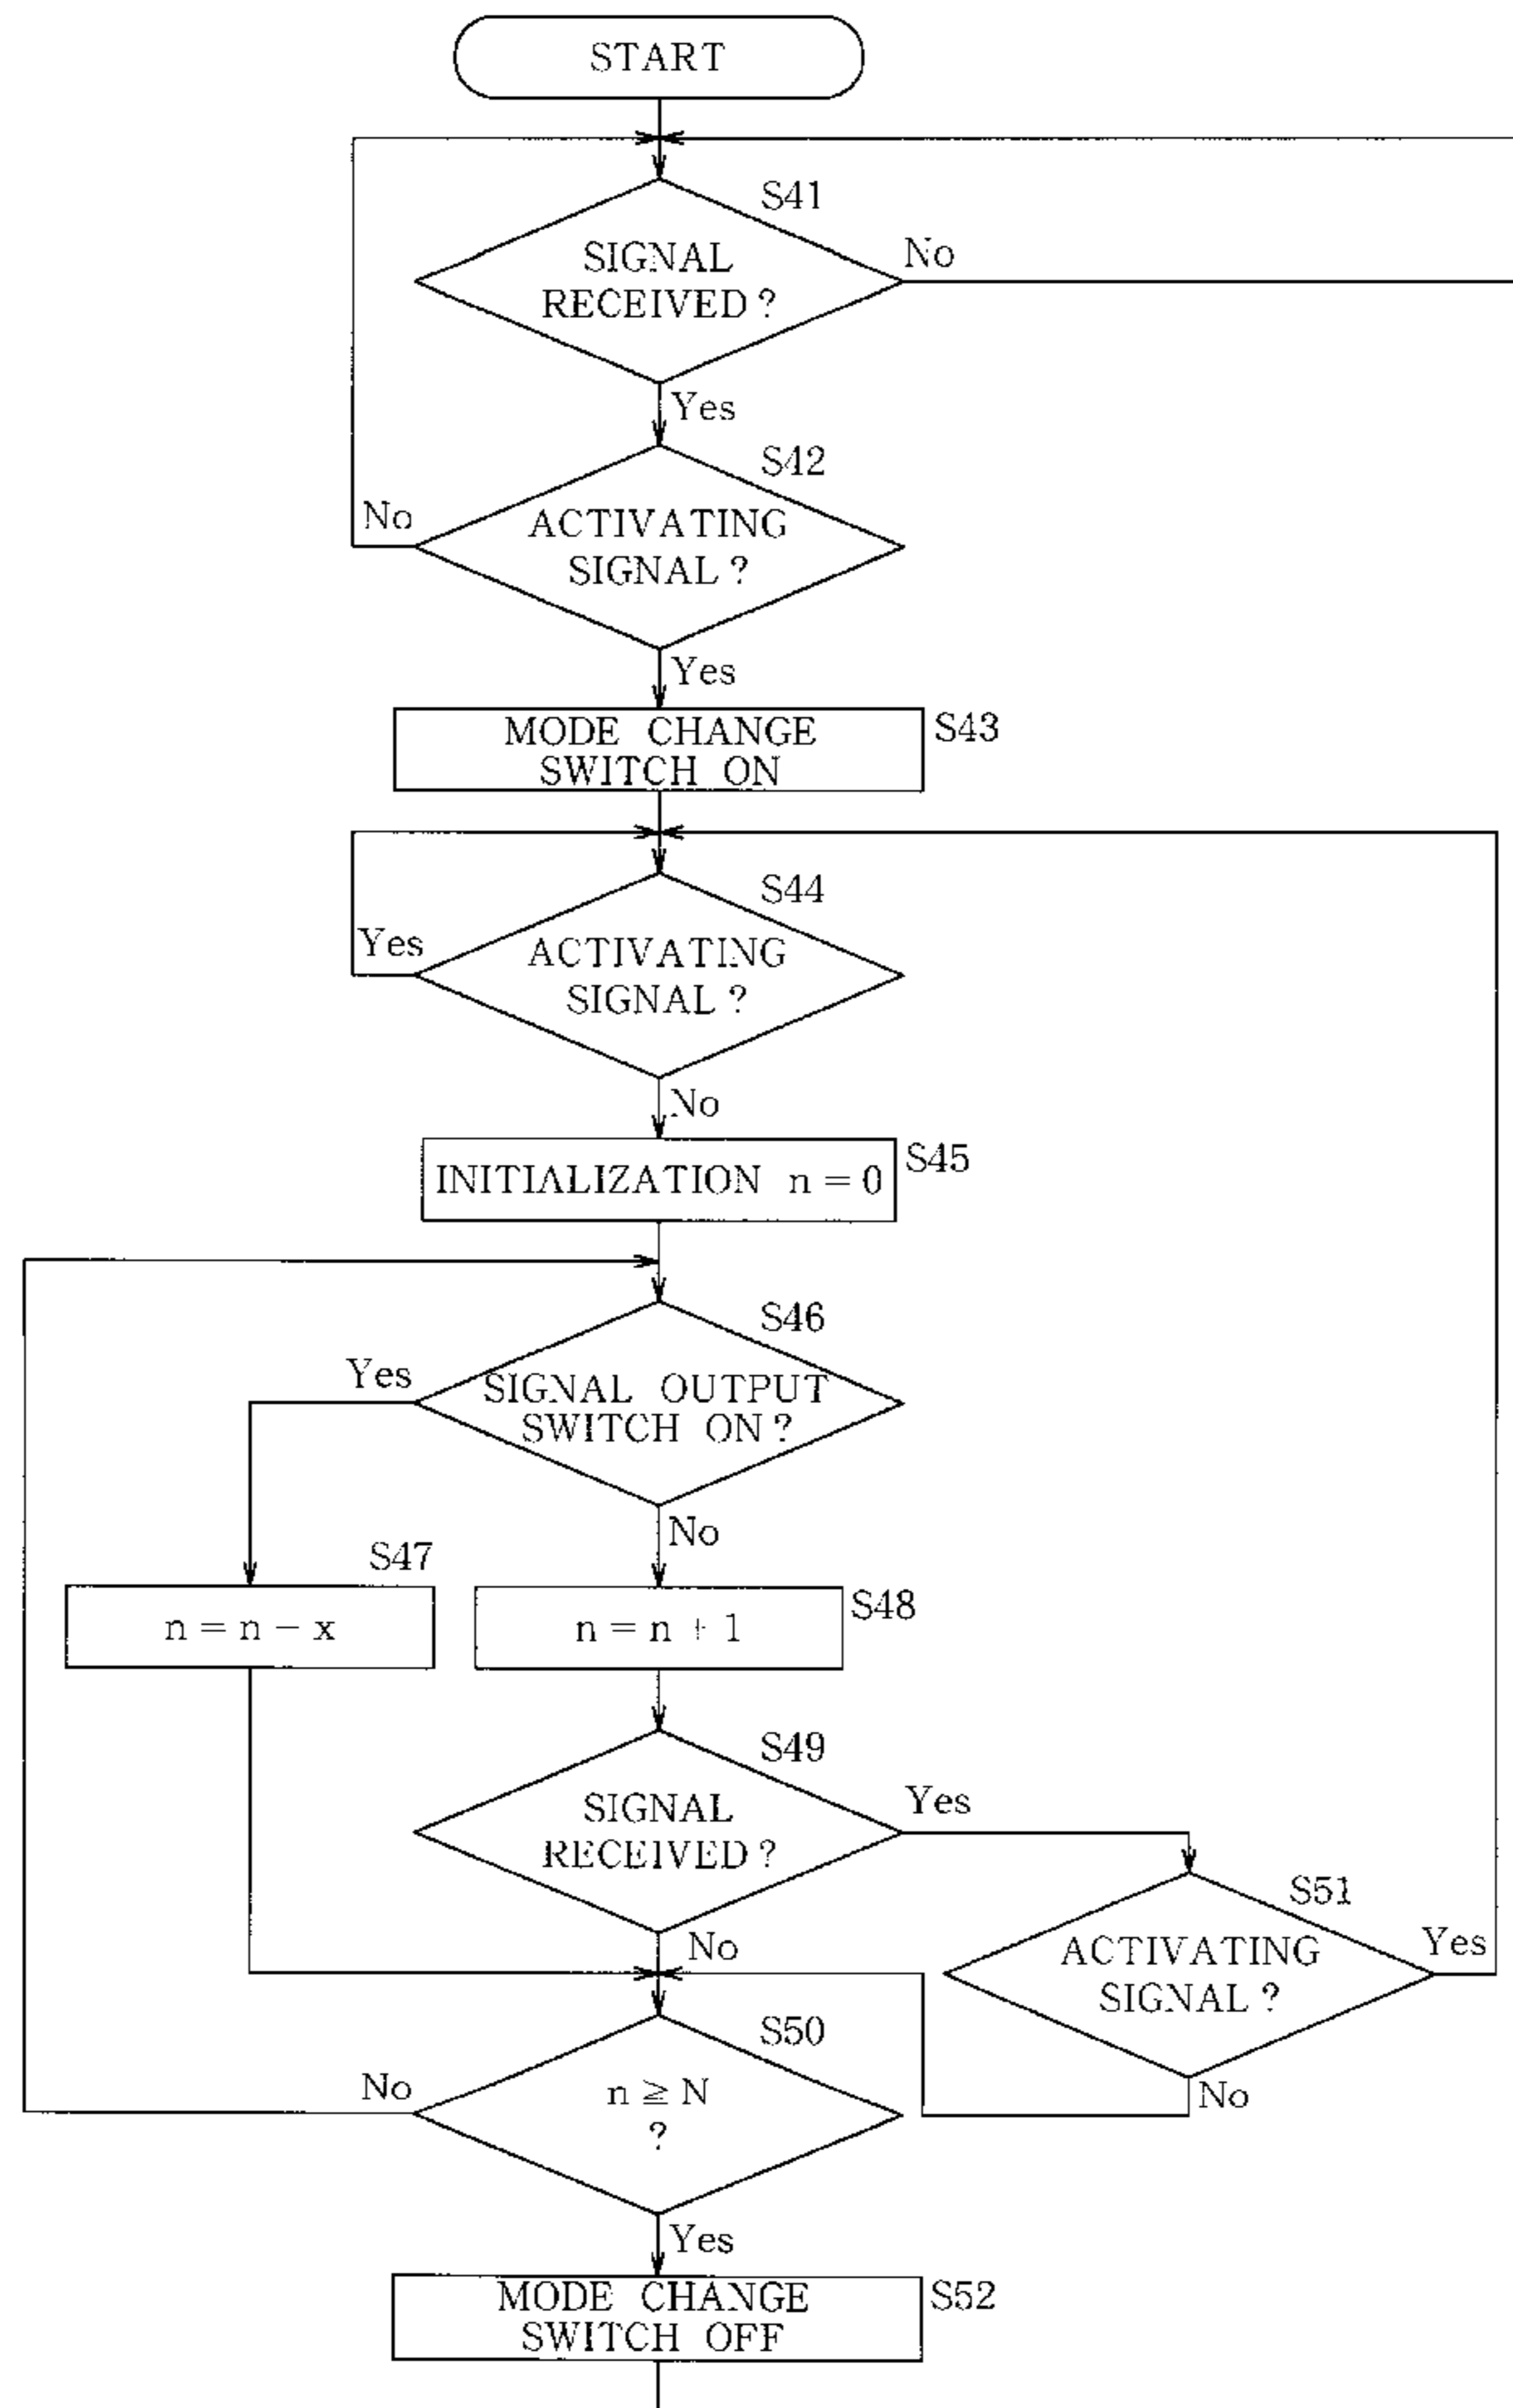 START
S41
SIGNAL
RECEIVED?
No
Yes
S42
No
ACTIVATING
SIGNAL?
Yes
MODE CHANGE
SWITCH ON
S43
S44
Yes
ACTIVATING
SIGNAL?
No
INITIALIZATION n = 0
S45
S46
Yes
SIGNAL OUTPUT
SWITCH ON?
No
S47
n = n - x
n = n + 1
S48
S49
SIGNAL
RECEIVED?
Yes
No
S51
ACTIVATING
SIGNAL?
Yes
No
S50
No
n ≧ N
?
Yes
MODE CHANGE
SWITCH OFF
S52